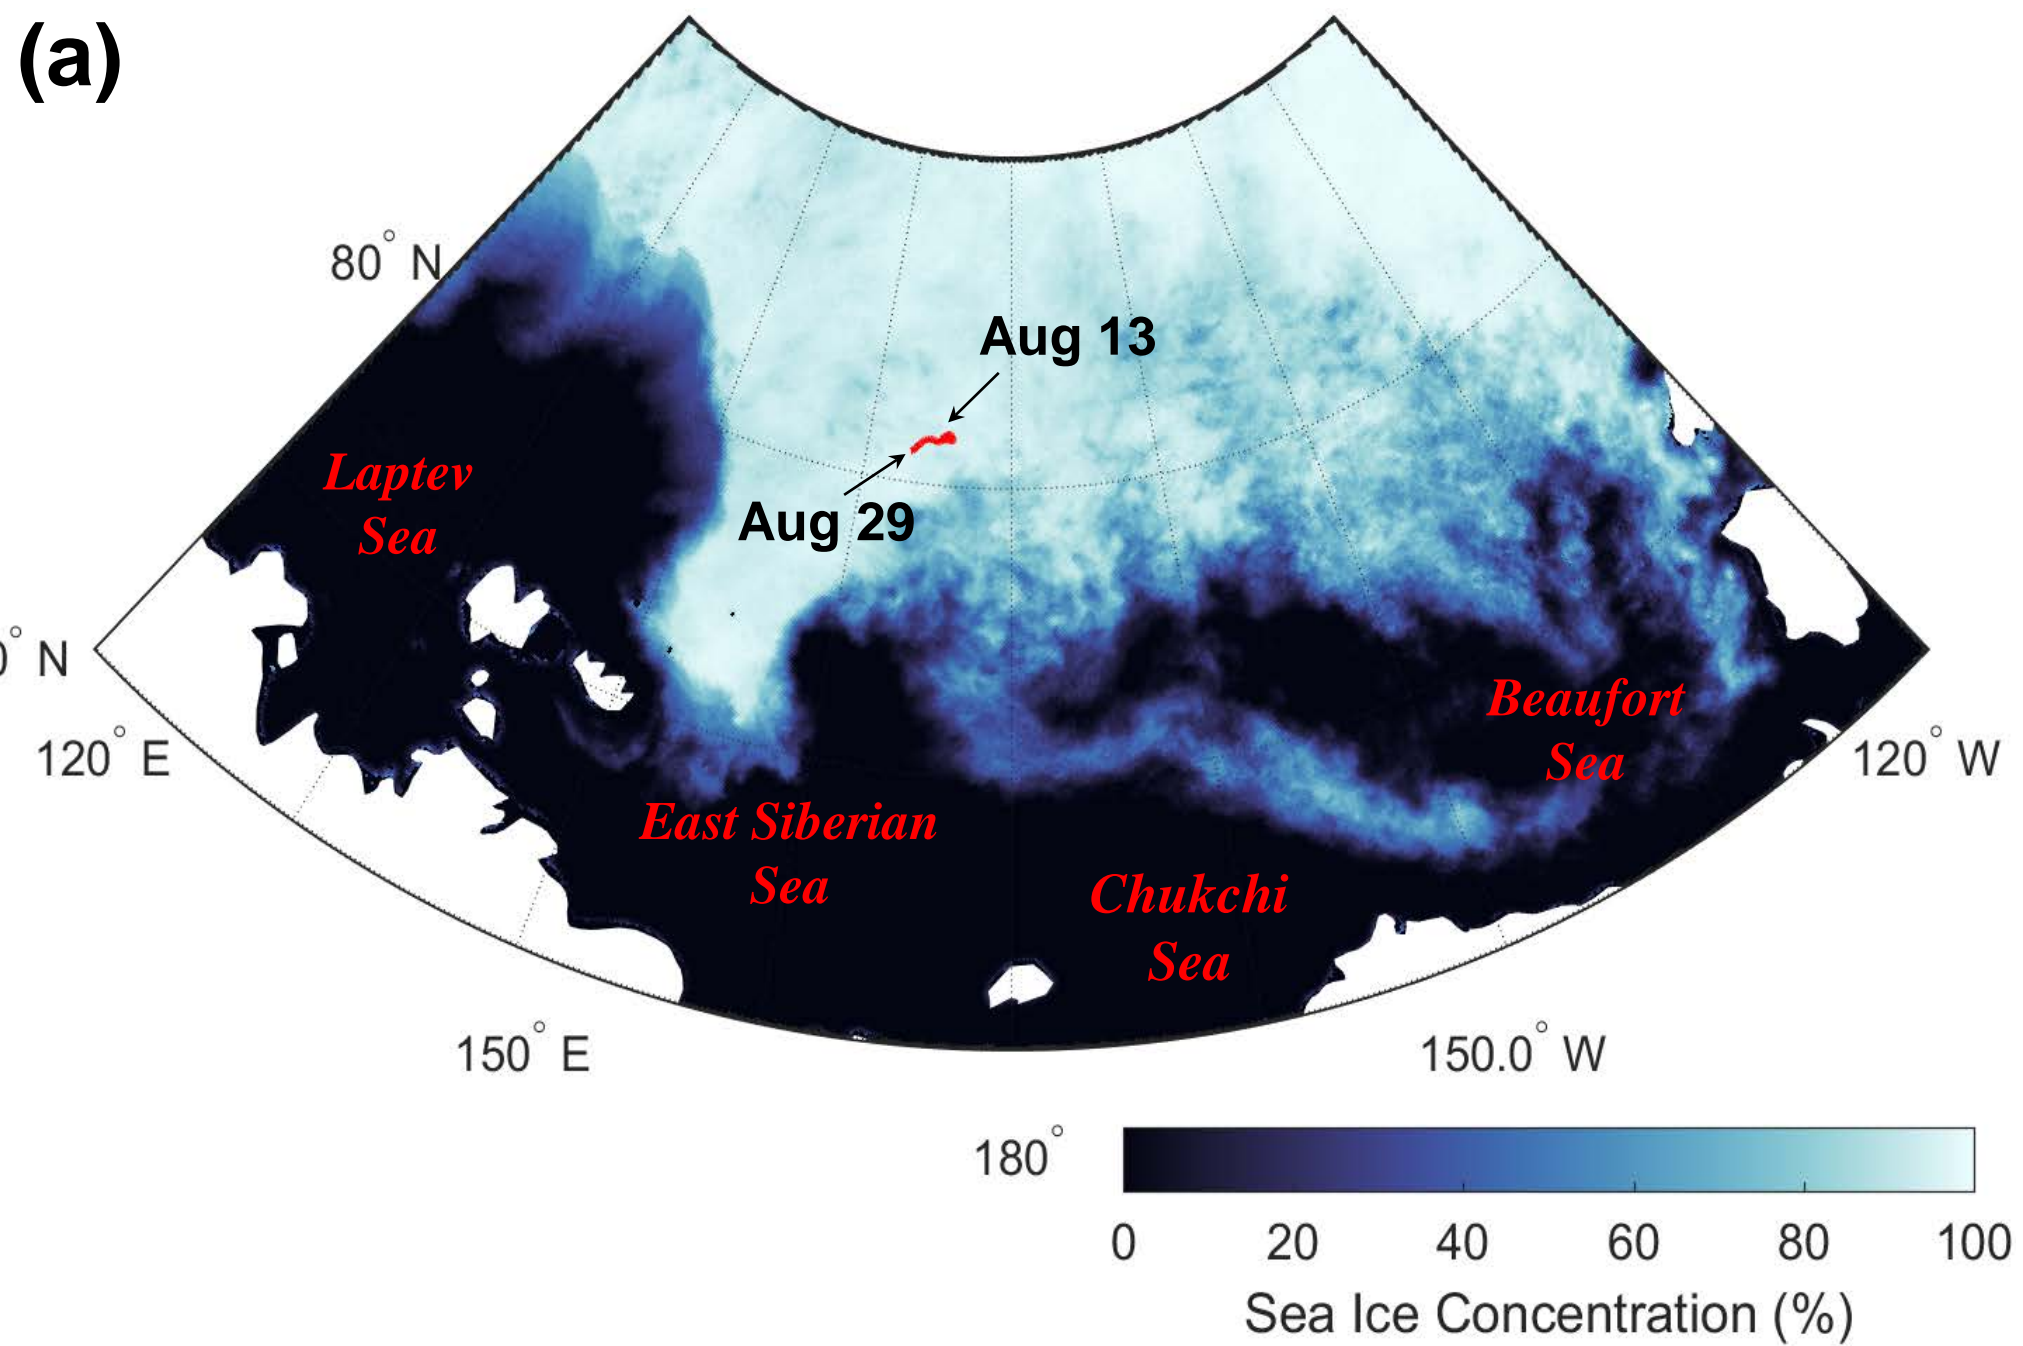 (a)
80° N
Aug 13
Laptev
Sea
Aug 29
0° N
Beaufort
Sea
120° E
120° W
East Siberian
Sea
Chukchi
Sea
150° E
150.0° W
180°
0 20 40 60 80 100
Sea Ice Concentration (%)